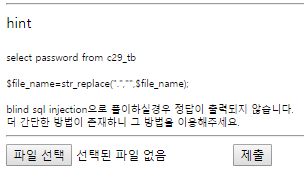 hint
select password from c29_tb
$file_name=str_replace(".","",$file_name);
blind sql injection으로 풀이하실경우 정답이 출력되지 않습니다.
더 간단한 방법이 존재하니 그 방법을 이용해주세요.
파일 선택 선택된 파일 없음 제출